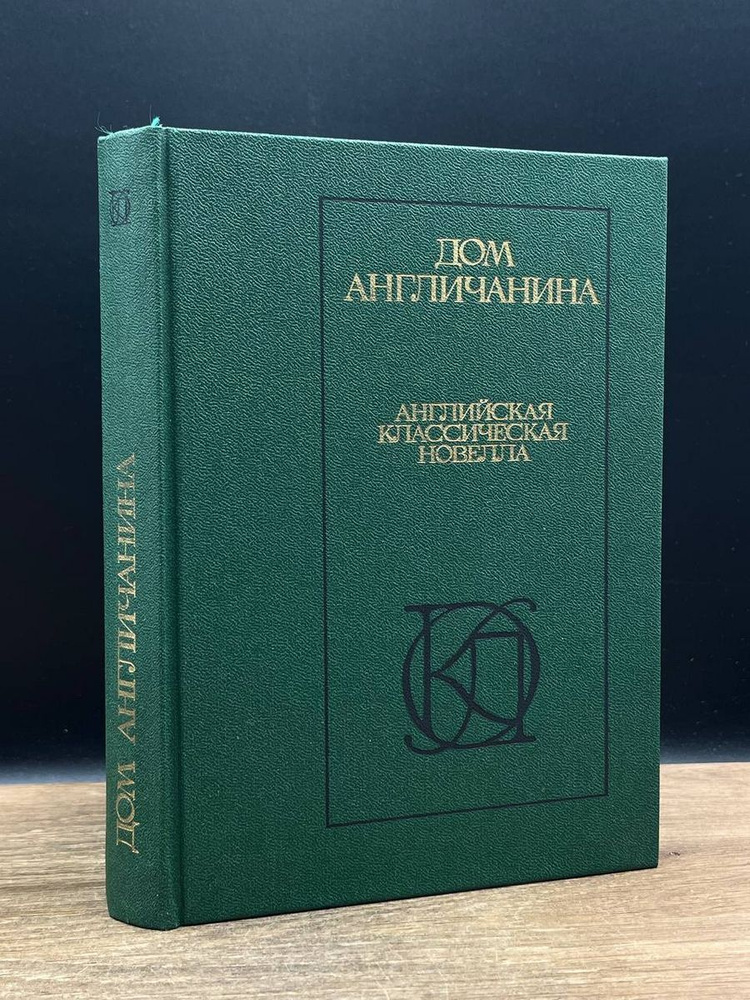 ДОМ
АНГЛИЧАНИНА
АНГЛИЙСКАЯ
КЛАССИЧЕСКАЯ
НОВЕЛЛА
ДОМ АНГЛИЧАНИНА